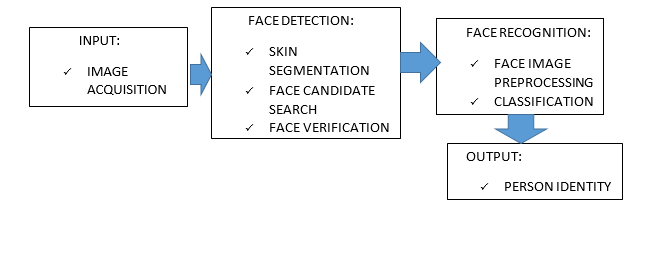 INPUT:
✓ IMAGE
ACQUISITION
FACE DETECTION:
✓ SKIN
SEGMENTATION
✓ FACE CANDIDATE
SEARCH
✓ FACE VERIFICATION
FACE RECOGNITION:
✓ FACE IMAGE
PREPROCESSING
✓ CLASSIFICATION
OUTPUT:
✓ PERSON IDENTITY